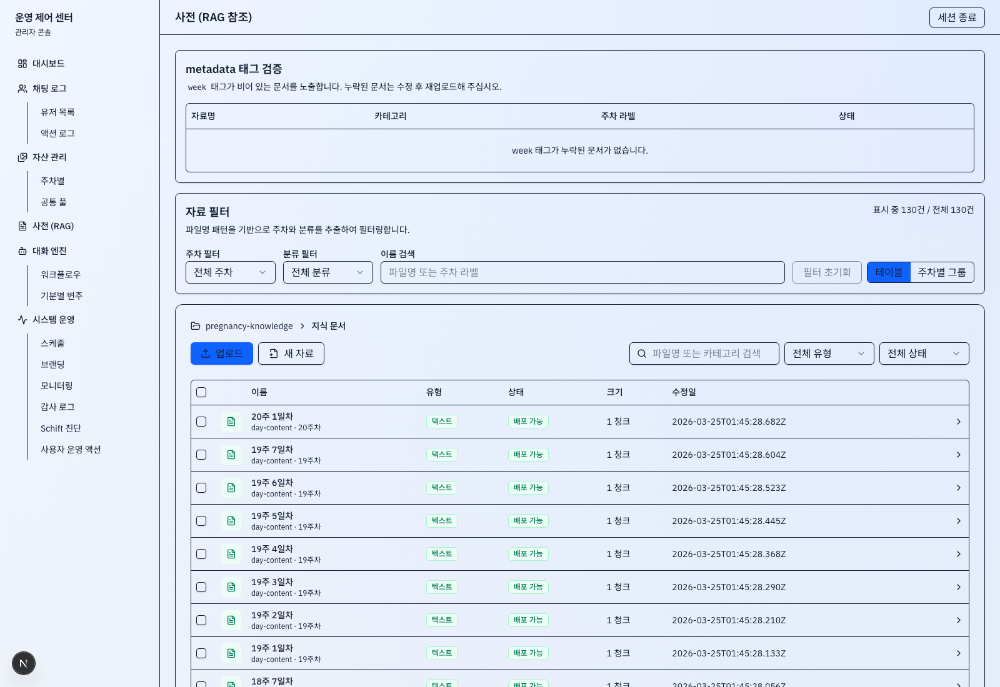 운영 제어 센터
관리자 콘솔
대시보드
채팅 로그
유저 목록
액션 로그
자산 관리
주차별
공통 풀
사전 (RAG)
대화 엔진
워크플로우
기분별 변주
시스템 운영
스케줄
브랜딩
모니터링
감사 로그
Schift 진단
사용자 운영 액션
N
사전 (RAG 참조)
세션 종료
metadata 태그 검증
week 태그가 비어 있는 문서를 노출합니다. 누락된 문서는 수정 후 재업로드해 주십시오.
자료명 카테고리 주차 라벨 상태
week 태그가 누락된 문서가 없습니다.
자료 필터
표시 중 130건 / 전체 130건
파일명 패턴을 기반으로 주차와 분류를 추출하여 필터링합니다.
주차 필터 분류 필터 이름 검색
전체 주차 전체 분류 파일명 또는 주차 라벨 필터 초기화 테이블 주차별 그룹
pregnancy-knowledge > 지식 문서
업로드 새 자료 파일명 또는 카테고리 검색 전체 유형 전체 상태
이름 유형 상태 크기 수정일
20주 1일차
day-content · 20주차
텍스트 배포 가능 1 청크 2026-03-25T01:45:28.682Z
19주 7일차
day-content · 19주차
텍스트 배포 가능 1 청크 2026-03-25T01:45:28.604Z
19주 6일차
day-content · 19주차
텍스트 배포 가능 1 청크 2026-03-25T01:45:28.523Z
19주 5일차
day-content · 19주차
텍스트 배포 가능 1 청크 2026-03-25T01:45:28.445Z
19주 4일차
day-content · 19주차
텍스트 배포 가능 1 청크 2026-03-25T01:45:28.368Z
19주 3일차
day-content · 19주차
텍스트 배포 가능 1 청크 2026-03-25T01:45:28.290Z
19주 2일차
day-content · 19주차
텍스트 배포 가능 1 청크 2026-03-25T01:45:28.210Z
19주 1일차
day-content · 19주차
텍스트 배포 가능 1 청크 2026-03-25T01:45:28.133Z
18주 7일차
텍스트 배포 가능 1 청크 2026-03-25T01:45:28.056Z